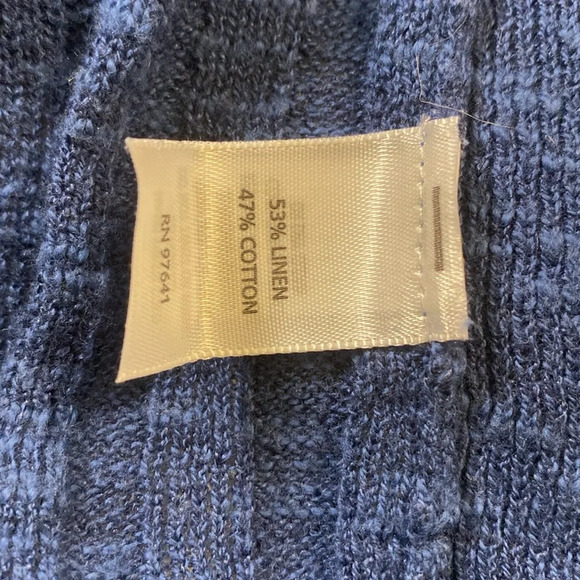 53% LINEN
47% COTTON
RN 97641